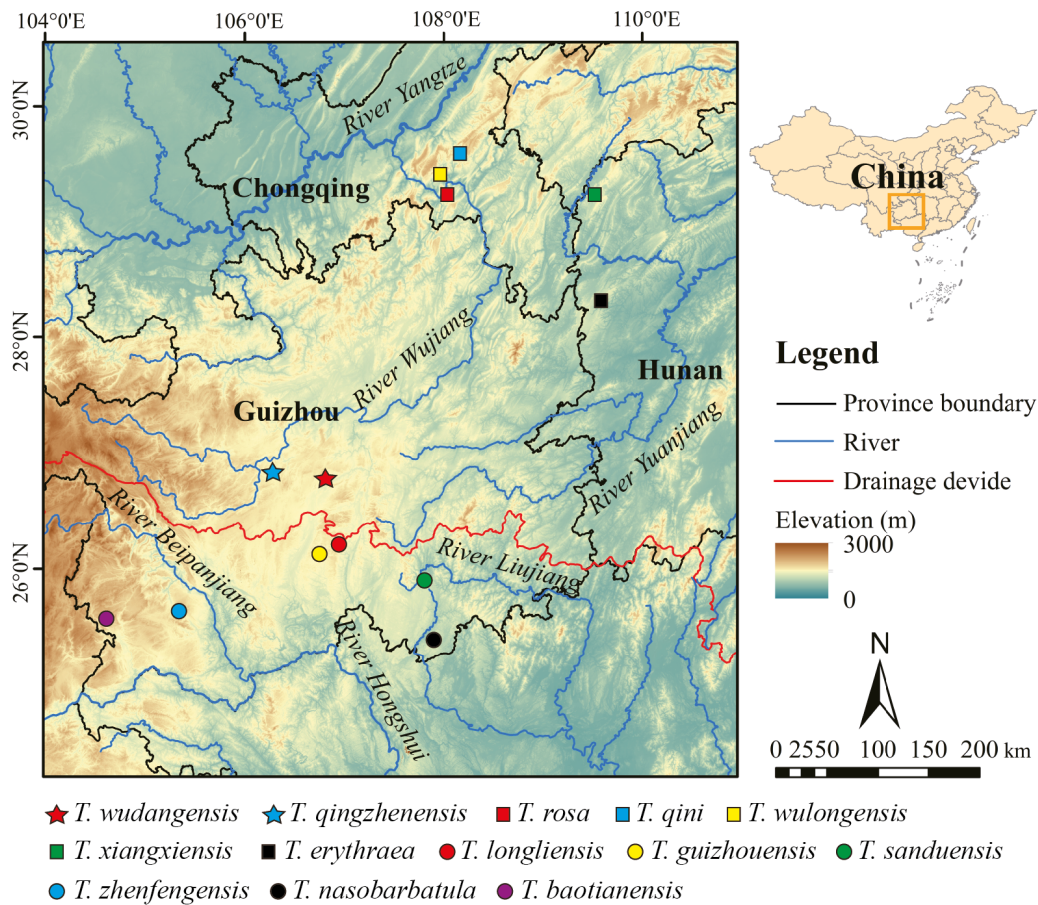 104°0'E 106°0'E 108°0'E 110°0'E
30°N
28°0'N
26°0'N
River Yangtze
Chongqing
River Wujiang
Hunan
Guizhou
River Yuanjiang
River Beipanjiang
River Liujiang
River Hongshui
China
Legend
Province boundary
River
Drainage devide
Elevation (m)
3000
0
N
0 2550 100 150 200 km
T. wudangensis T. qingzhenensis T. rosa T. qini T. wulongensis
T. xiangxiensis T. erythraea T. longliensis T. guizhouensis T. sanduensis
T. zhenfengensis T. nasobarbatula T. baotianensis